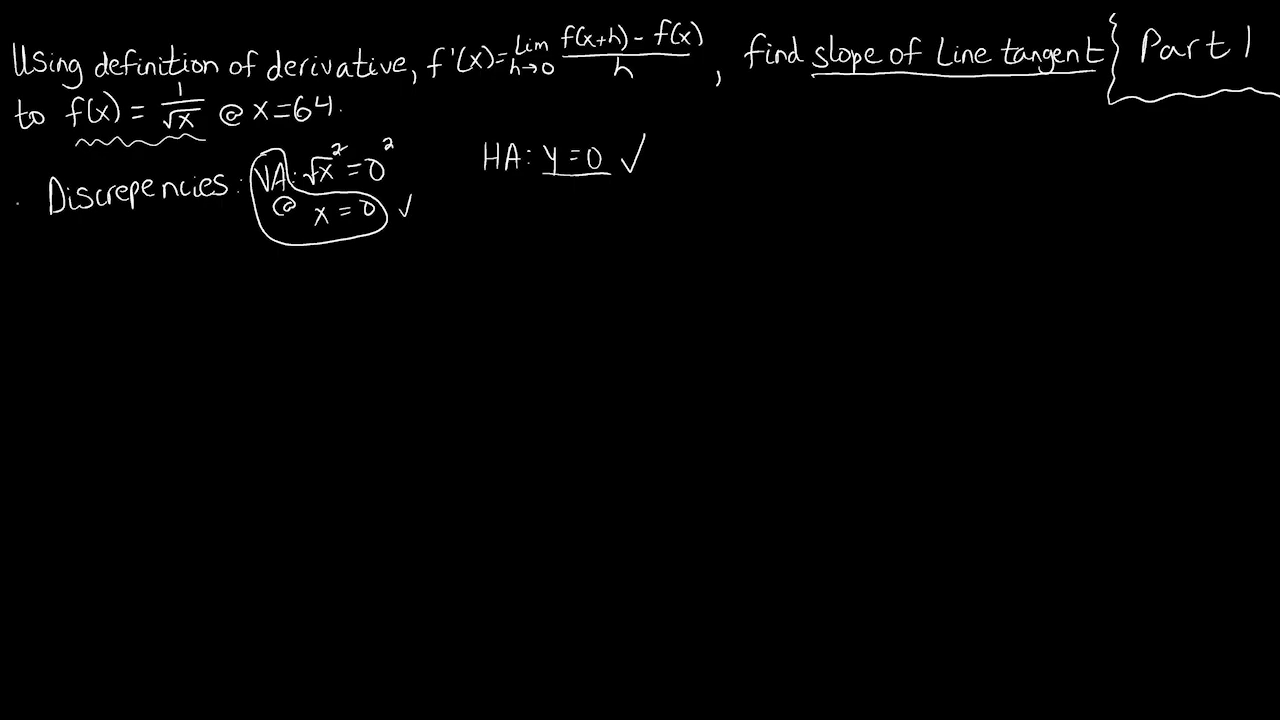 Using definition of derivative, f'(x)=Lim h→0 f(x+h) - f(x) / h , find slope of Line tangent } Part 1
to f(x) = 1/√x @ x=64.
· Discrepencies: VA: √x² = 0² HA: y=0 ✓
@ x=0 ✓